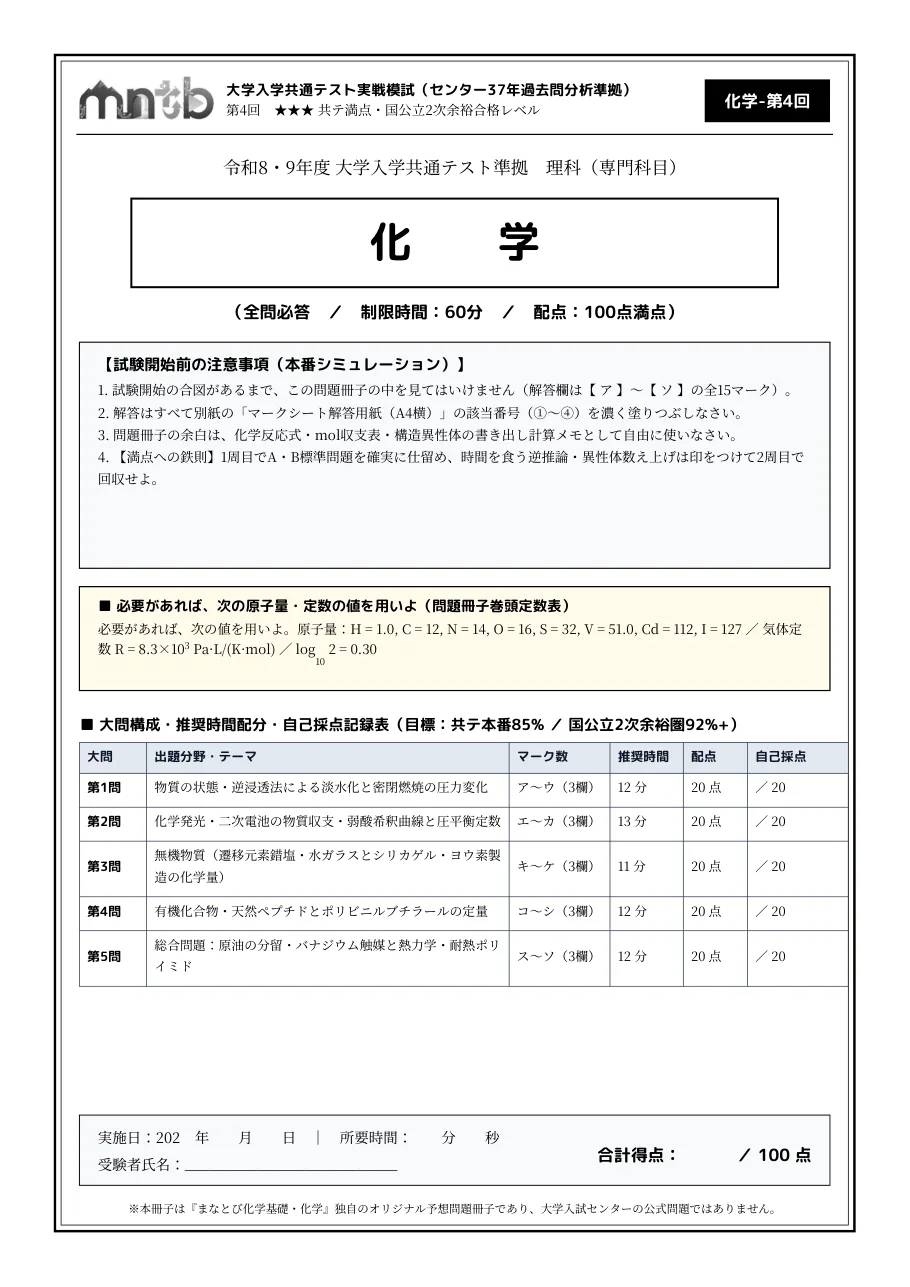 mntb
大学入学共通テスト実戦模試（センター37年過去問分析準拠）
第4回　★★★ 共テ満点・国公立2次余裕合格レベル
化学-第4回
令和8・9年度 大学入学共通テスト準拠　理科（専門科目）
化　学
（全問必答　／　制限時間：60分　／　配点：100点満点）
【試験開始前の注意事項（本番シミュレーション）】
1. 試験開始の合図があるまで、この問題冊子の中を見てはいけません（解答欄は【 ア 】～【 ソ 】の全15マーク）。
2. 解答はすべて別紙の「マークシート解答用紙（A4横）」の該当番号（①～④）を濃く塗りつぶしなさい。
3. 問題冊子の余白は、化学反応式・mol収支表・構造異性体の書き出し計算メモとして自由に使いなさい。
4. 【満点への鉄則】1周目でA・B標準問題を確実に仕留め、時間を食う逆推論・異性体数え上げは印をつけて2周目で
回収せよ。
■ 必要があれば、次の原子量・定数の値を用いよ（問題冊子巻頭定数表）
必要があれば、次の値を用いよ。原子量：H = 1.0, C = 12, N = 14, O = 16, S = 32, V = 51.0, Cd = 112, I = 127 ／ 気体定
数 R = 8.3×10³ Pa·L/(K·mol) ／ log₁₀ 2 = 0.30
■ 大問構成・推奨時間配分・自己採点記録表（目標：共テ本番85% ／ 国公立2次余裕圏92%+）
大問　出題分野・テーマ　マーク数　推奨時間　配点　自己採点
第1問　物質の状態・逆浸透法による淡水化と密閉燃焼の圧力変化　ア～ウ（3欄）　12 分　20 点　／ 20
第2問　化学発光・二次電池の物質収支・弱酸希釈曲線と圧平衡定数　エ～カ（3欄）　13 分　20 点　／ 20
第3問　無機物質（遷移元素錯塩・水ガラスとシリカゲル・ヨウ素製
造の化学量）　キ～ケ（3欄）　11 分　20 点　／ 20
第4問　有機化合物・天然ペプチドとポリビニルブチラールの定量　コ～シ（3欄）　12 分　20 点　／ 20
第5問　総合問題：原油の分留・バナジウム触媒と熱力学・耐熱ポリ
イミド　ス～ソ（3欄）　12 分　20 点　／ 20
実施日：202　年　　月　　日　｜　所要時間：　　分　　秒
受験者氏名：______________________________
合計得点：　　　／ 100 点
※本冊子は『まなとび化学基礎・化学』独自のオリジナル予想問題冊子であり、大学入試センターの公式問題ではありません。